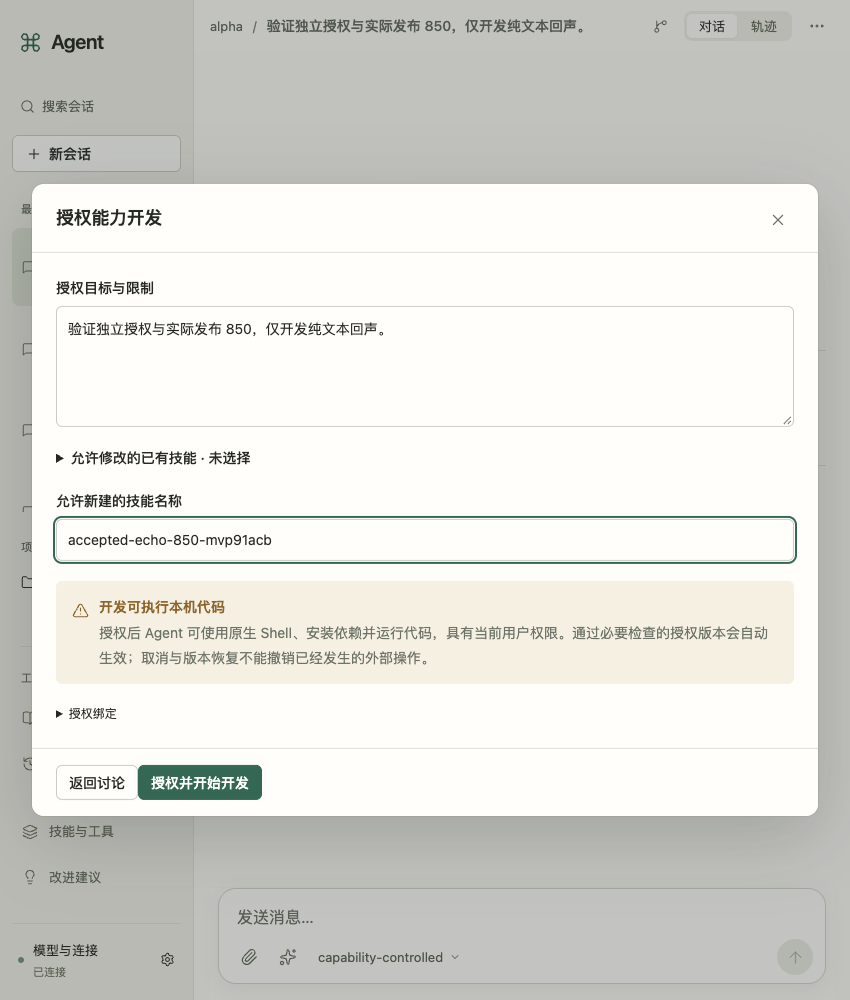 Agent
alpha / 验证独立授权与实际发布 850，仅开发纯文本回声。
对话
轨迹
搜索会话
新会话
最
授权能力开发
授权目标与限制
验证独立授权与实际发布 850，仅开发纯文本回声。
允许修改的已有技能 · 未选择
允许新建的技能名称
accepted-echo-850-mvp91acb
开发可执行本机代码
授权后 Agent 可使用原生 Shell、安装依赖并运行代码，具有当前用户权限。通过必要检查的授权版本会自动
生效；取消与版本恢复不能撤销已经发生的外部操作。
授权绑定
返回讨论
授权并开始开发
项
工
技能与工具
改进建议
模型与连接
已连接
发送消息...
capability-controlled